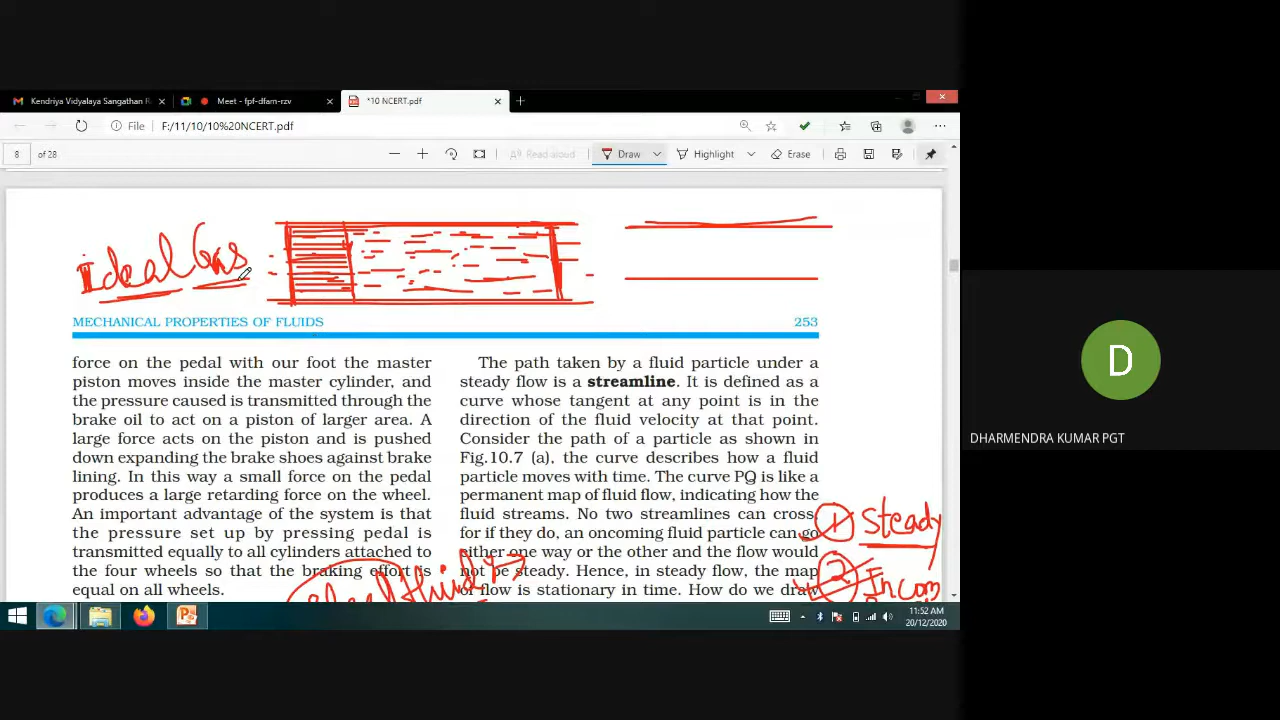 Kendriya Vidyalaya Sangathan R
Meet - fpf-dfam-rzv
*10 NCERT.pdf
File
F:/11/10/10%20NCERT.pdf
8 of 28
Read aloud
Draw
Highlight
Erase
Ideal Gas
MECHANICAL PROPERTIES OF FLUIDS 253
force on the pedal with our foot the master
piston moves inside the master cylinder, and
the pressure caused is transmitted through the
brake oil to act on a piston of larger area. A
large force acts on the piston and is pushed
down expanding the brake shoes against brake
lining. In this way a small force on the pedal
produces a large retarding force on the wheel.
An important advantage of the system is that
the pressure set up by pressing pedal is
transmitted equally to all cylinders attached to
the four wheels so that the braking effort is
equal on all wheels.
The path taken by a fluid particle under a
steady flow is a streamline. It is defined as a
curve whose tangent at any point is in the
direction of the fluid velocity at that point.
Consider the path of a particle as shown in
Fig.10.7 (a), the curve describes how a fluid
particle moves with time. The curve PQ is like a
permanent map of fluid flow, indicating how the
fluid streams. No two streamlines can cross,
for if they do, an oncoming fluid particle can go
either one way or the other and the flow would
not be steady. Hence, in steady flow, the map
of flow is stationary in time. How do we draw
1 Steady
2 Incom
Ideal fluid
D
DHARMENDRA KUMAR PGT
11:52 AM
20/12/2020